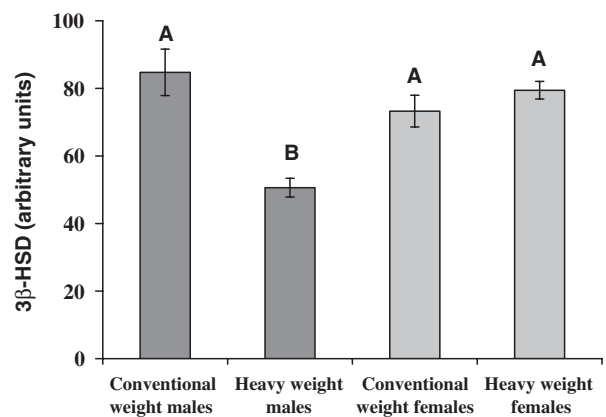 100
80
60
40
20
0
3β-HSD (arbitrary units)
A
B
A
A
Conventional weight males
Heavy weight males
Conventional weight females
Heavy weight females